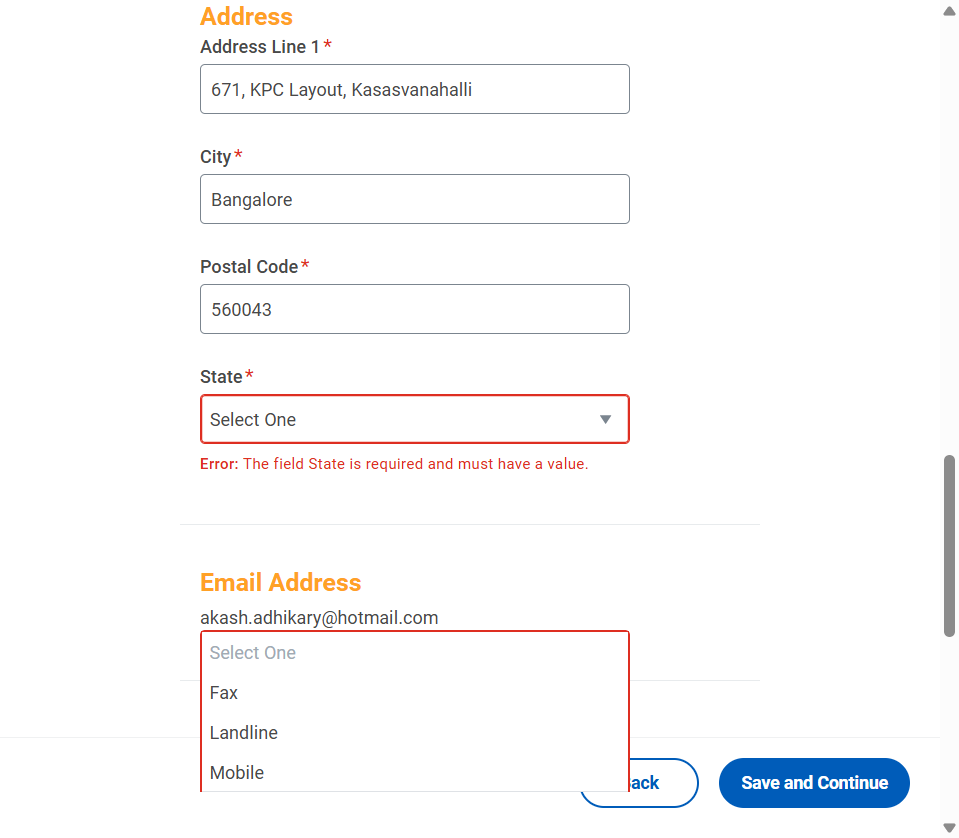 Address
Address Line 1*
671, KPC Layout, Kasasvanahalli
City*
Bangalore
Postal Code*
560043
State*
Select One
Error: The field State is required and must have a value.
Email Address
akash.adhikary@hotmail.com
Select One
Fax
Landline
Mobile
ack
Save and Continue